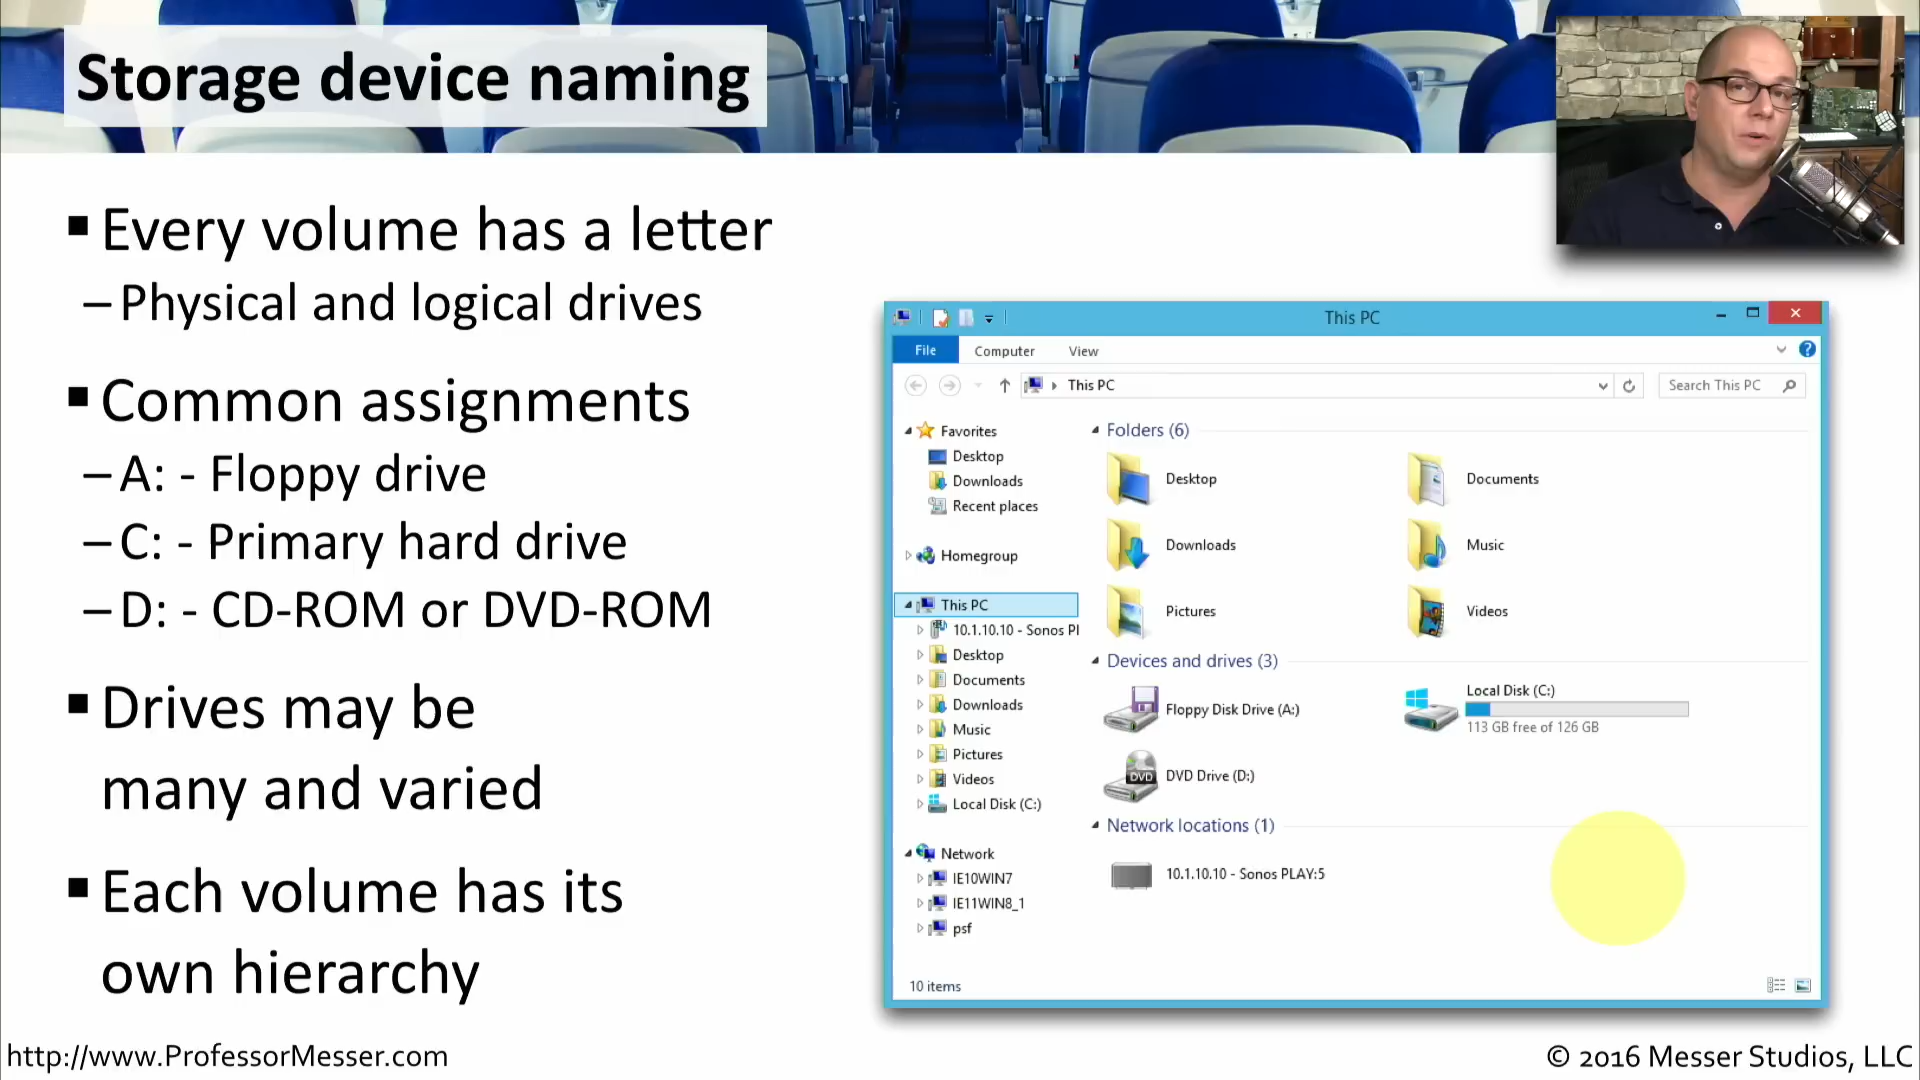 Storage device naming
▪ Every volume has a letter
– Physical and logical drives
▪ Common assignments
– A: - Floppy drive
– C: - Primary hard drive
– D: - CD-ROM or DVD-ROM
▪ Drives may be
many and varied
▪ Each volume has its
own hierarchy
This PC
File Computer View
This PC
Search This PC
Favorites
Desktop
Downloads
Recent places
Homegroup
This PC
10.1.10.10 - Sonos Pl
Desktop
Documents
Downloads
Music
Pictures
Videos
Local Disk (C:)
Network
IE10WIN7
IE11WIN8_1
psf
Folders (6)
Desktop
Documents
Downloads
Music
Pictures
Videos
Devices and drives (3)
Floppy Disk Drive (A:)
Local Disk (C:)
113 GB free of 126 GB
DVD
DVD Drive (D:)
Network locations (1)
10.1.10.10 - Sonos PLAY:5
10 items
http://www.ProfessorMesser.com
© 2016 Messer Studios, LLC